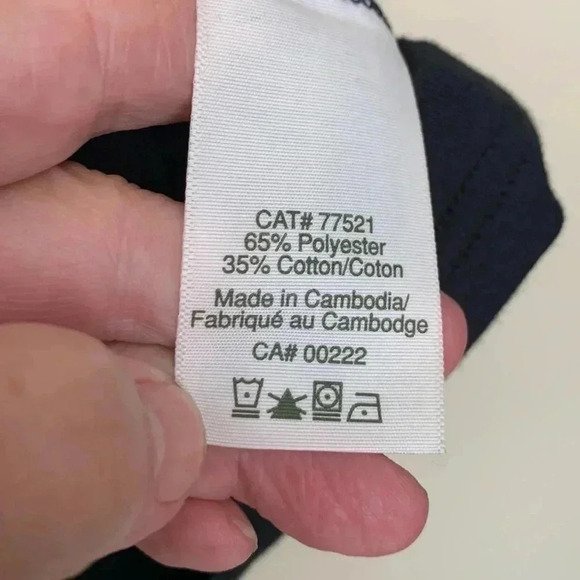 CAT# 77521
65% Polyester
35% Cotton/Coton
Made in Cambodia/
Fabriqué au Cambodge
CA# 00222